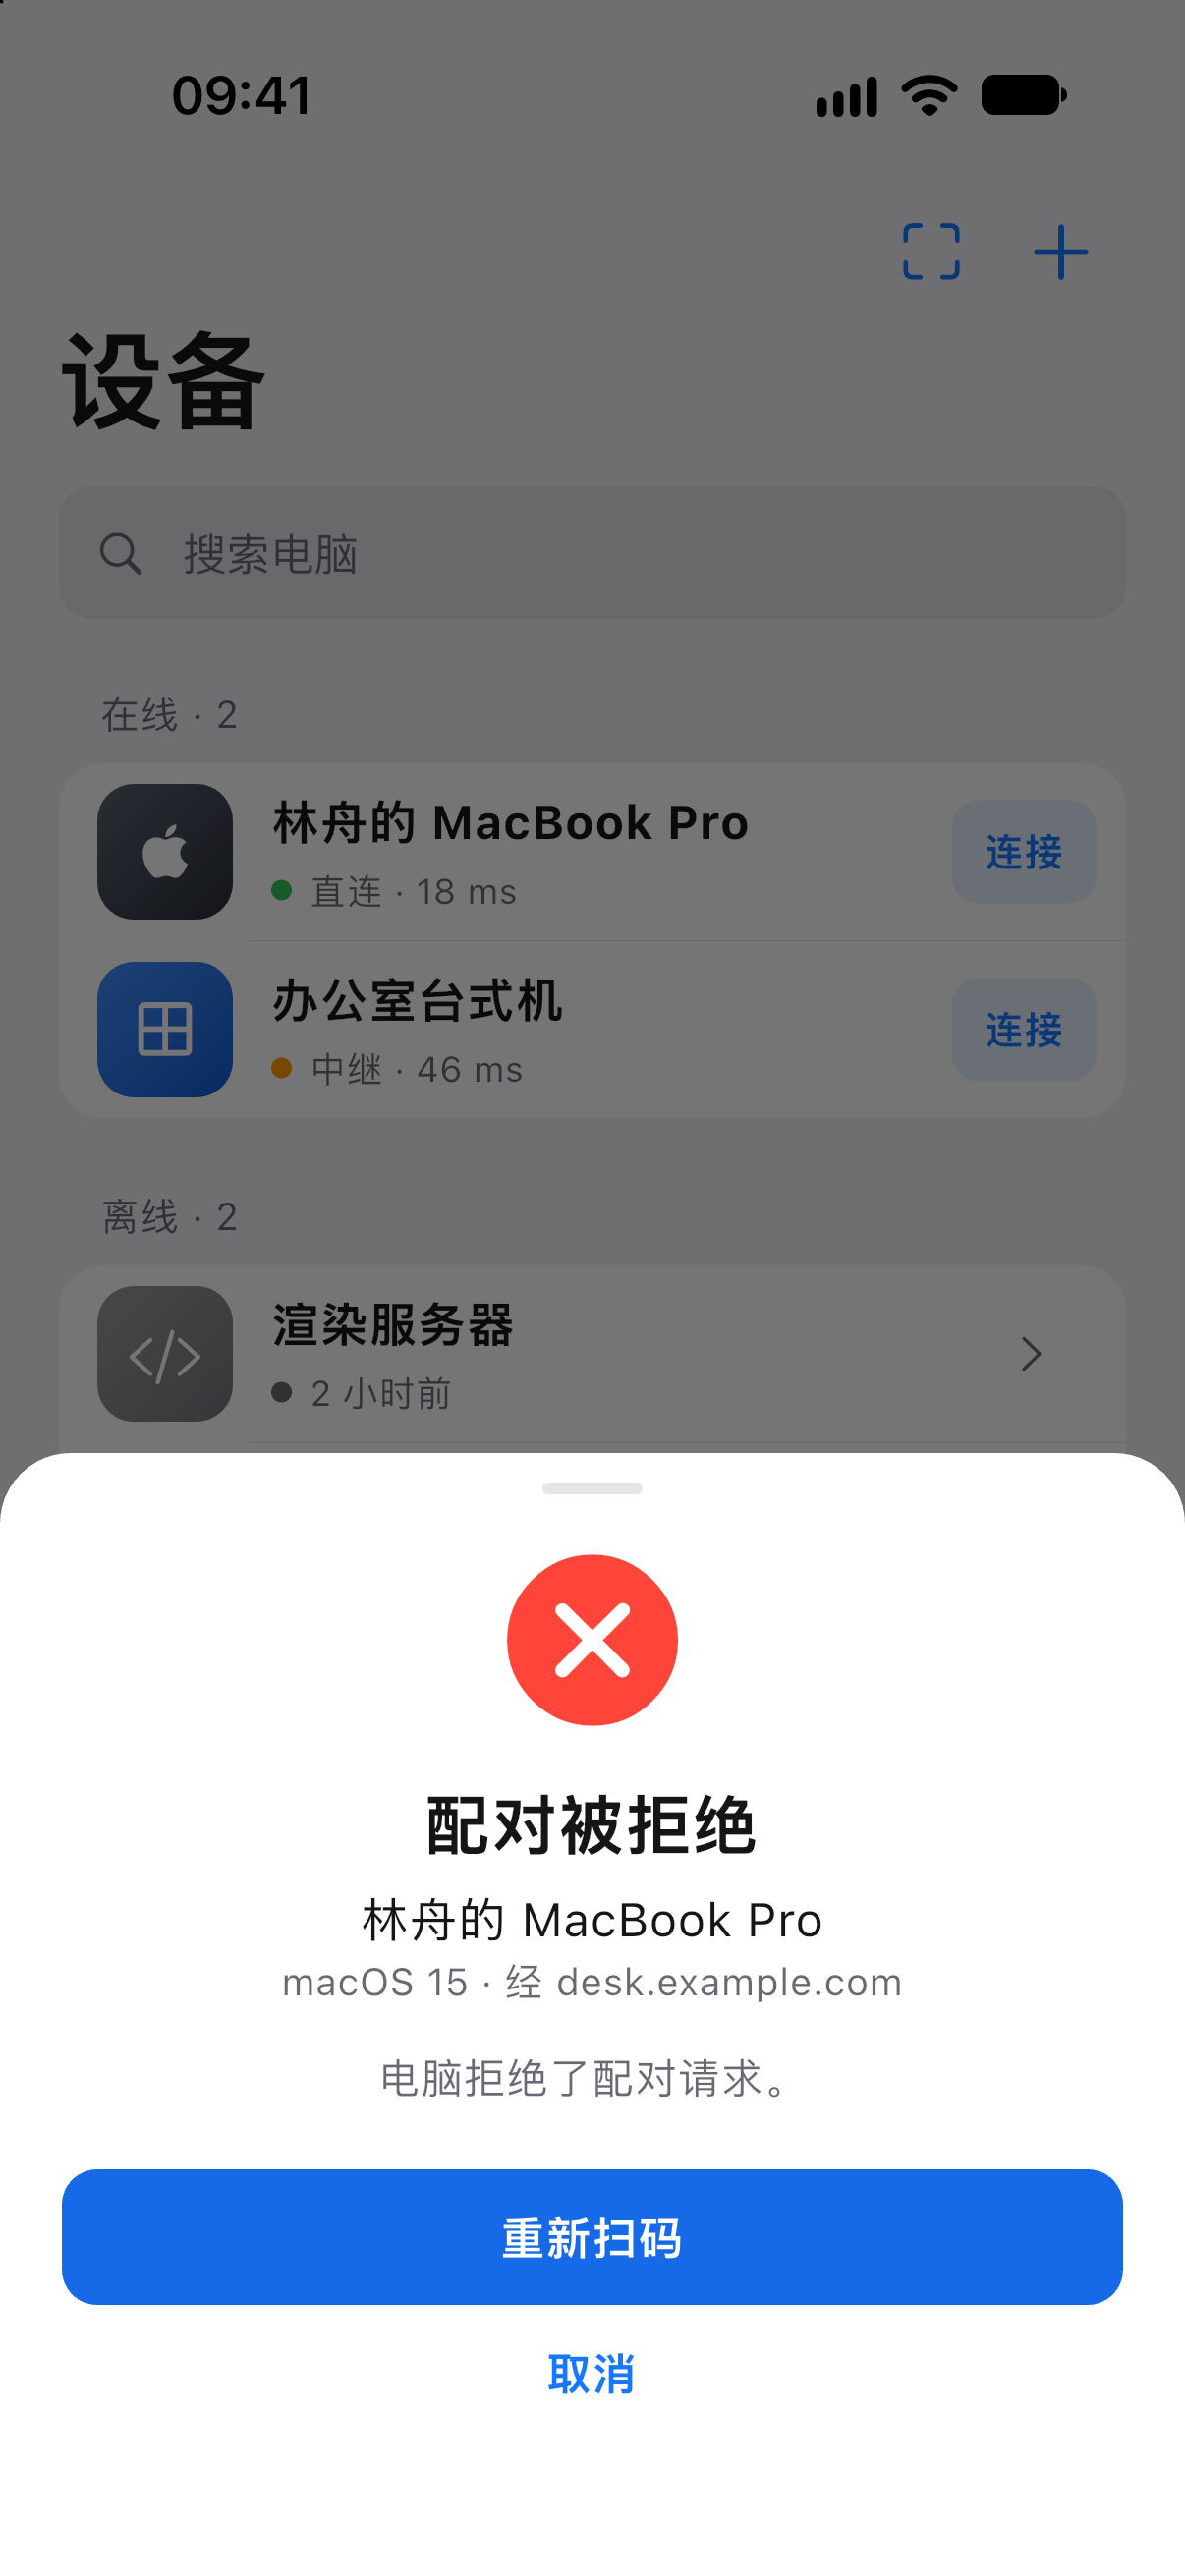 09:41
设备
搜索电脑
在线 · 2
林舟的 MacBook Pro
连接
直连 · 18 ms
办公室台式机
连接
中继 · 46 ms
离线 · 2
渲染服务器
2 小时前
配对被拒绝
林舟的 MacBook Pro
macOS 15 · 经 desk.example.com
电脑拒绝了配对请求。
重新扫码
取消